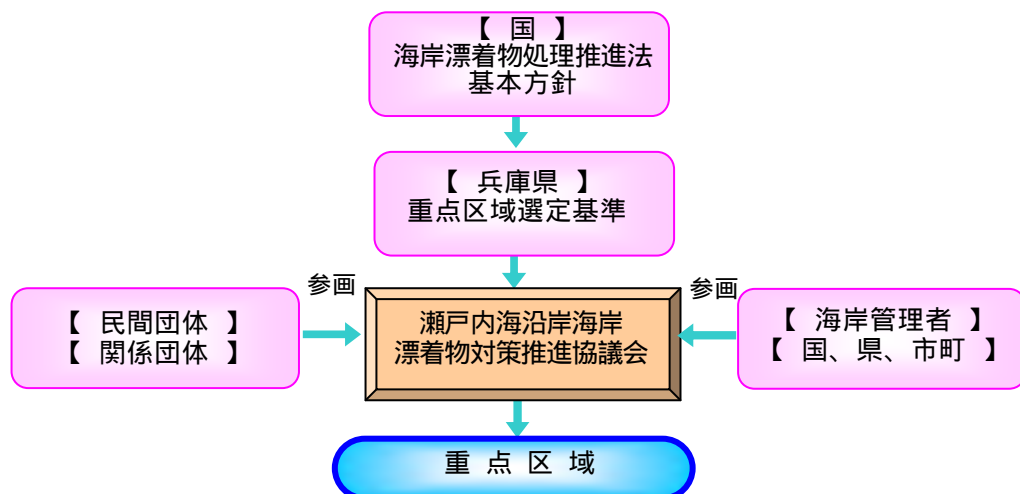 【 国 】
海岸漂着物処理推進法
基本方針
【 兵庫県 】
重点区域選定基準
参画
参画
【 民間団体 】
【 関係団体 】
瀬戸内海沿岸海岸
漂着物対策推進協議会
【 海岸管理者 】
【 国、県、市町 】
重 点 区 域